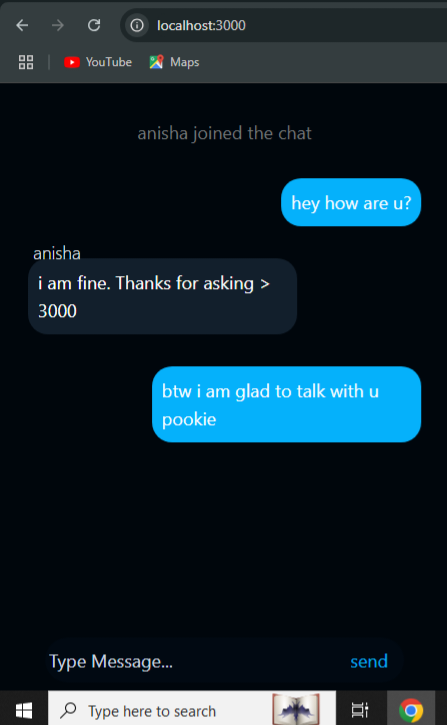 localhost:3000
YouTube
Maps
anisha joined the chat
hey how are u?
anisha
i am fine. Thanks for asking >
3000
btw i am glad to talk with u
pookie
Type Message...
send
Type here to search